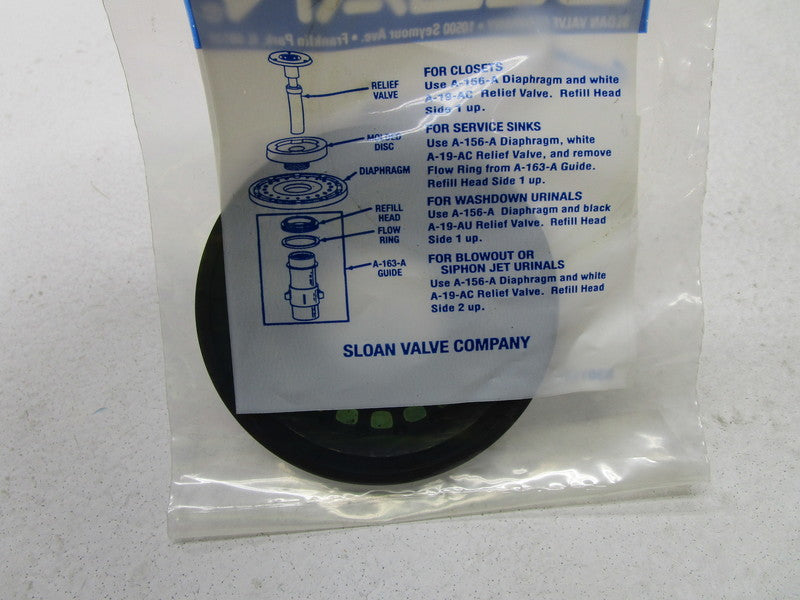 SLOAN VALVE COMPANY • 10500 Seymour Ave. • Franklin Park, IL
RELIEF
VALVE
MOLDED
DISC
DIAPHRAGM
REFILL
HEAD
FLOW
RING
A-163-A
GUIDE
FOR CLOSETS
Use A-156-A Diaphragm and white
A-19-AC Relief Valve. Refill Head
Side 1 up.
FOR SERVICE SINKS
Use A-156-A Diaphragm, white
A-19-AC Relief Valve, and remove
Flow Ring from A-163-A Guide.
Refill Head Side 1 up.
FOR WASHDOWN URINALS
Use A-156-A Diaphragm and black
A-19-AU Relief Valve. Refill Head
Side 1 up.
FOR BLOWOUT OR
SIPHON JET URINALS
Use A-156-A Diaphragm and white
A-19-AC Relief Valve. Refill Head
Side 2 up.
SLOAN VALVE COMPANY